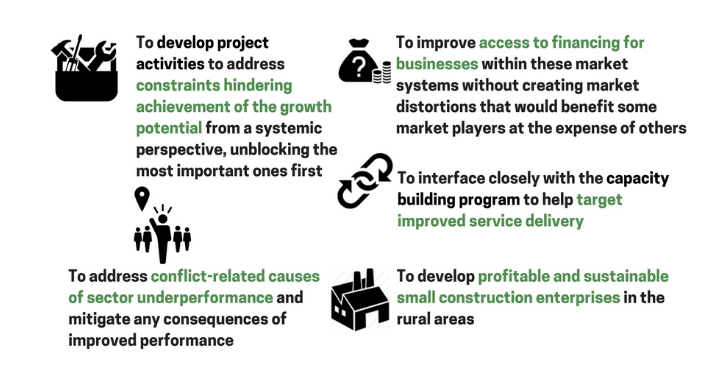 To develop project
activities to address
constraints hindering
achievement of the growth
potential from a systemic
perspective, unblocking the
most important ones first
To address conflict-related causes
of sector underperformance and
mitigate any consequences of
improved performance
?
To improve access to financing for
businesses within these market
systems without creating market
distortions that would benefit some
market players at the expense of others
To interface closely with the capacity
building program to help target
improved service delivery
To develop profitable and sustainable
small construction enterprises in the
rural areas